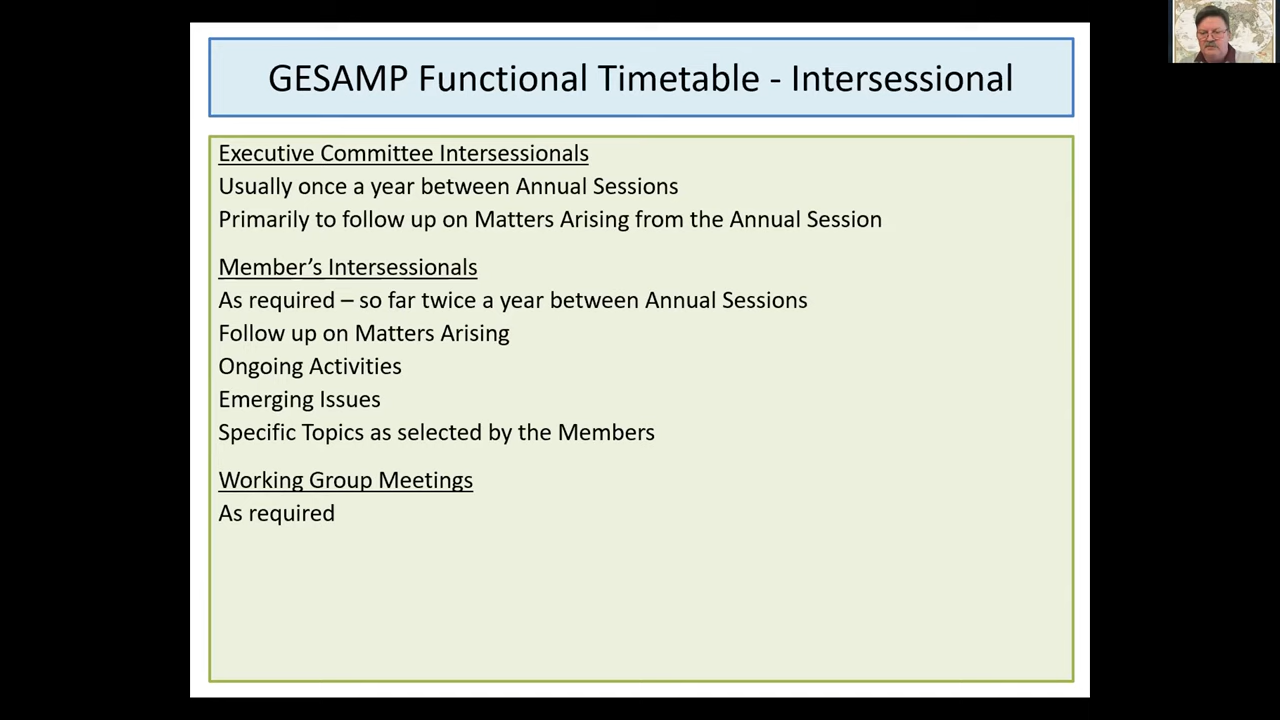 GESAMP Functional Timetable - Intersessional
Executive Committee Intersessionals
Usually once a year between Annual Sessions
Primarily to follow up on Matters Arising from the Annual Session
Member’s Intersessionals
As required – so far twice a year between Annual Sessions
Follow up on Matters Arising
Ongoing Activities
Emerging Issues
Specific Topics as selected by the Members
Working Group Meetings
As required